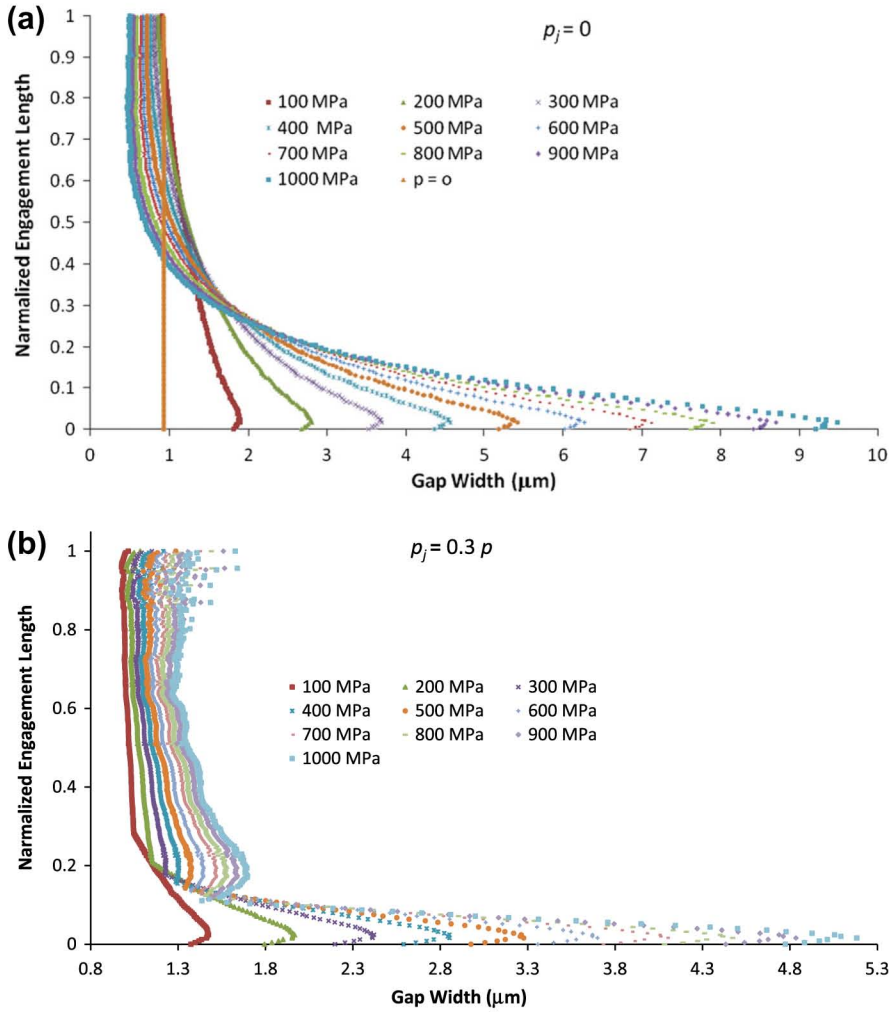 (a)
p_j = 0
1
0.9
0.8
0.7
0.6
0.5
0.4
0.3
0.2
0.1
0
Narmalized Engagement Length
100 MPa 200 MPa 300 MPa
400 MPa 500 MPa 600 MPa
700 MPa 800 MPa 900 MPa
1000 MPa p = o
0 1 2 3 4 5 6 7 8 9 10
Gap Width (μm)
(b)
p_j = 0.3 p
1
0.8
0.6
0.4
0.2
0
Narmalized Engagement Length
100 MPa 200 MPa 300 MPa
400 MPa 500 MPa 600 MPa
700 MPa 800 MPa 900 MPa
1000 MPa
0.8 1.3 1.8 2.3 2.8 3.3 3.8 4.3 4.8 5.3
Gap Width (μm)